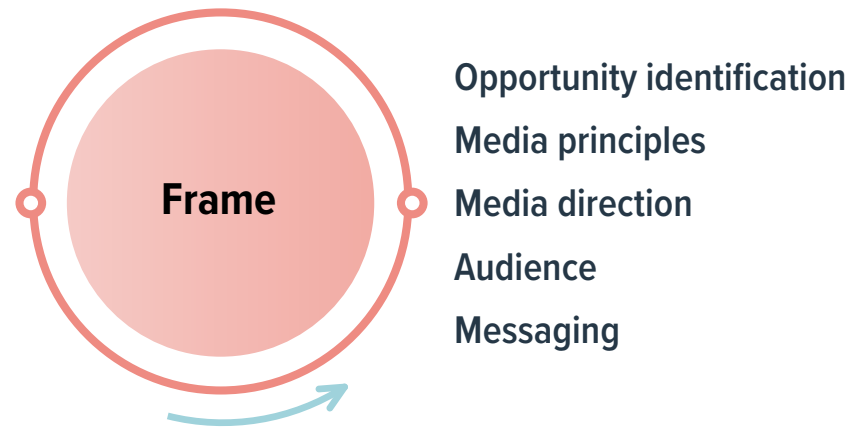 Frame
Opportunity identification
Media principles
Media direction
Audience
Messaging